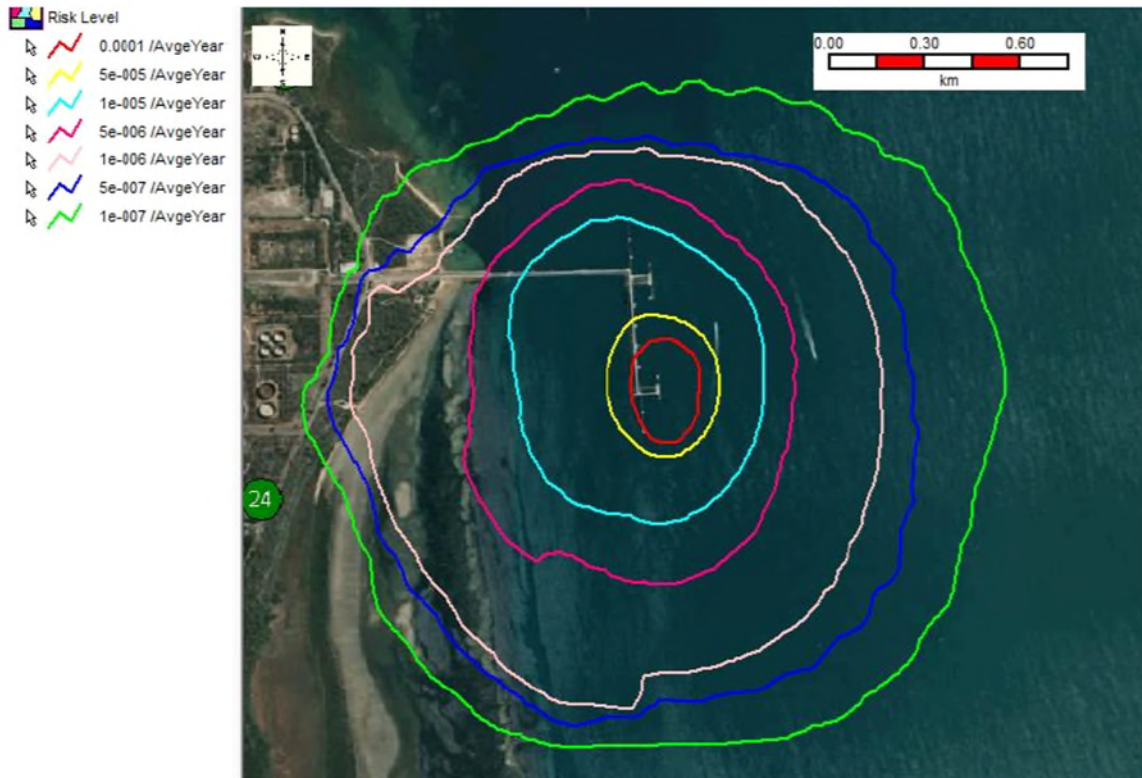 Risk Level
0.0001 /AvgeYear
5e-005 /AvgeYear
1e-005 /AvgeYear
5e-006 /AvgeYear
1e-006 /AvgeYear
5e-007 /AvgeYear
1e-007 /AvgeYear
N
E
S
0.00 0.30 0.60
km
24